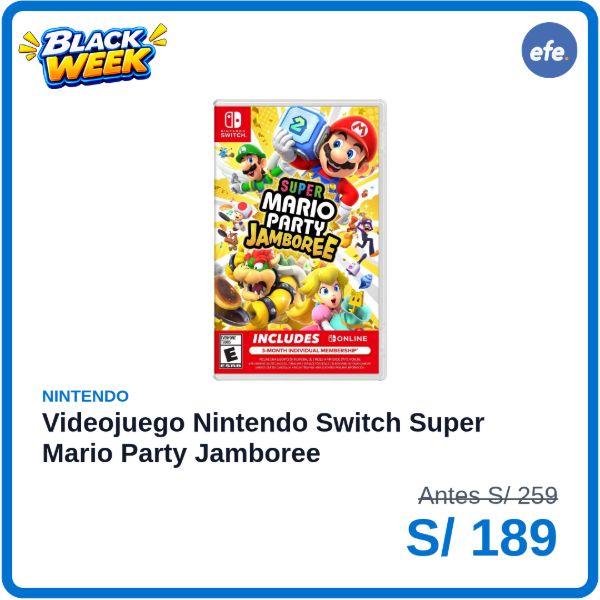 BLACK
WEEK
efe.
NINTENDO
SWITCH
2
M
SUPER
MARIO
PARTY
JAMBOREE
INCLUDES
ONLINE
3-MONTH INDIVIDUAL MEMBERSHIP*
EVERYONE
E
ESRB
NINTENDO
Videojuego Nintendo Switch Super
Mario Party Jamboree
Antes S/ 259
S/ 189